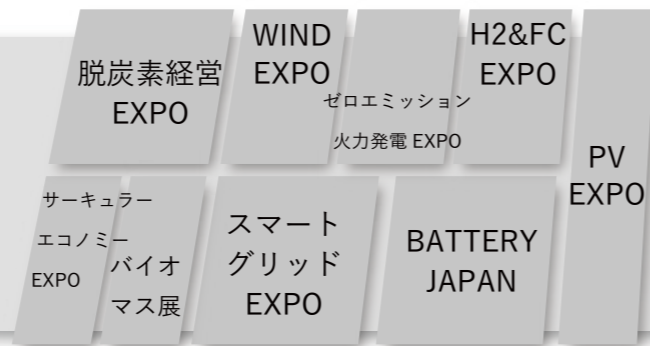 脱炭素経営
EXPO
WIND
EXPO
ゼロエミッション
火力発電 EXPO
H2&FC
EXPO
PV
EXPO
サーキュラー
エコノミー
EXPO
バイオ
マス展
スマート
グリッド
EXPO
BATTERY
JAPAN